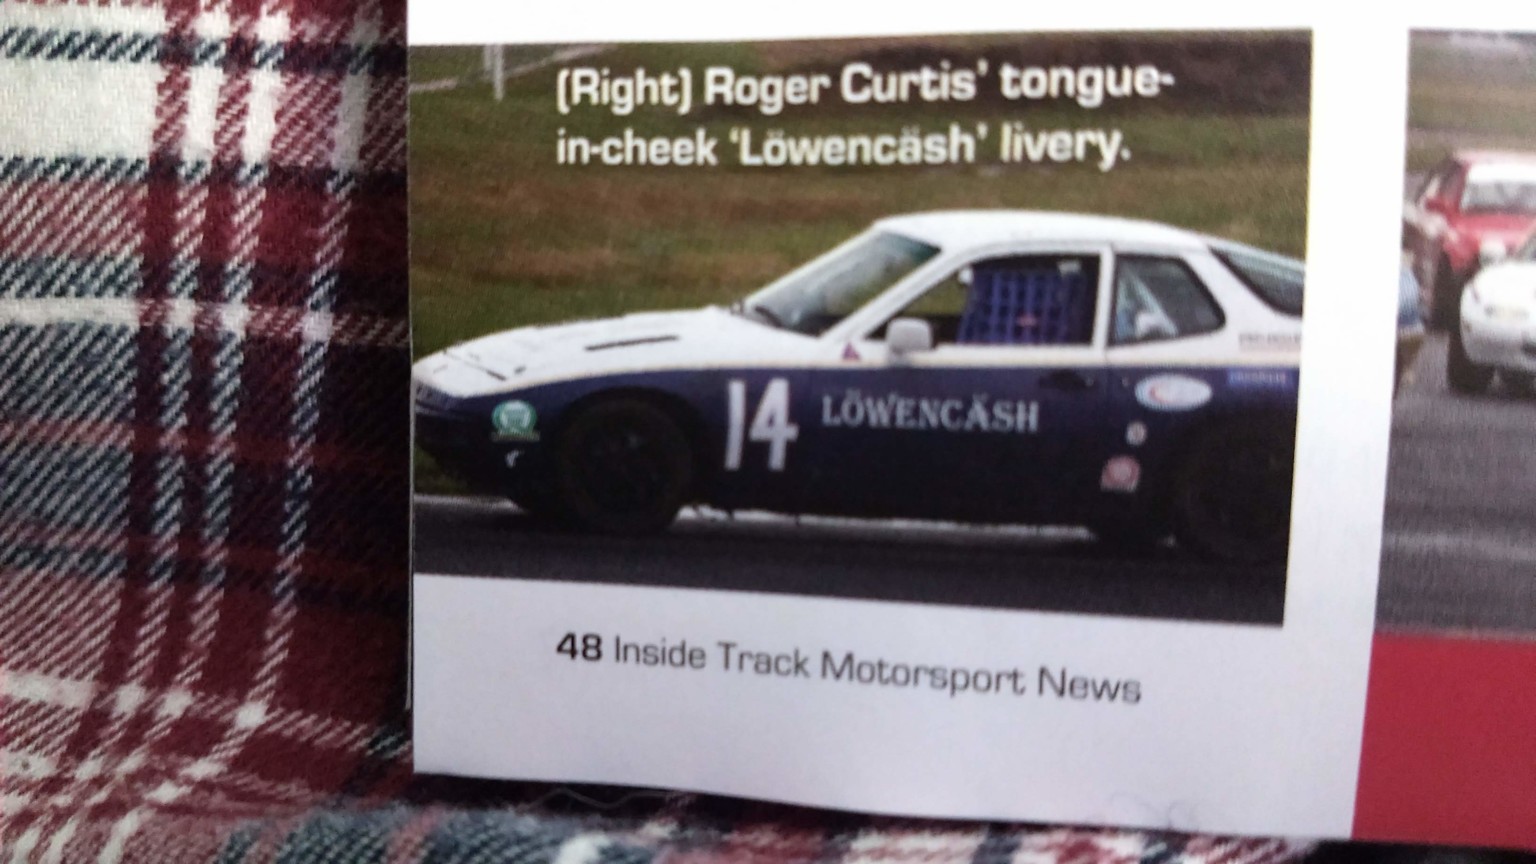 (Right) Roger Curtis’ tongue-
in-cheek ‘Löwencäsh’ livery.
14
LÖWENCÄSH
48 Inside Track Motorsport News